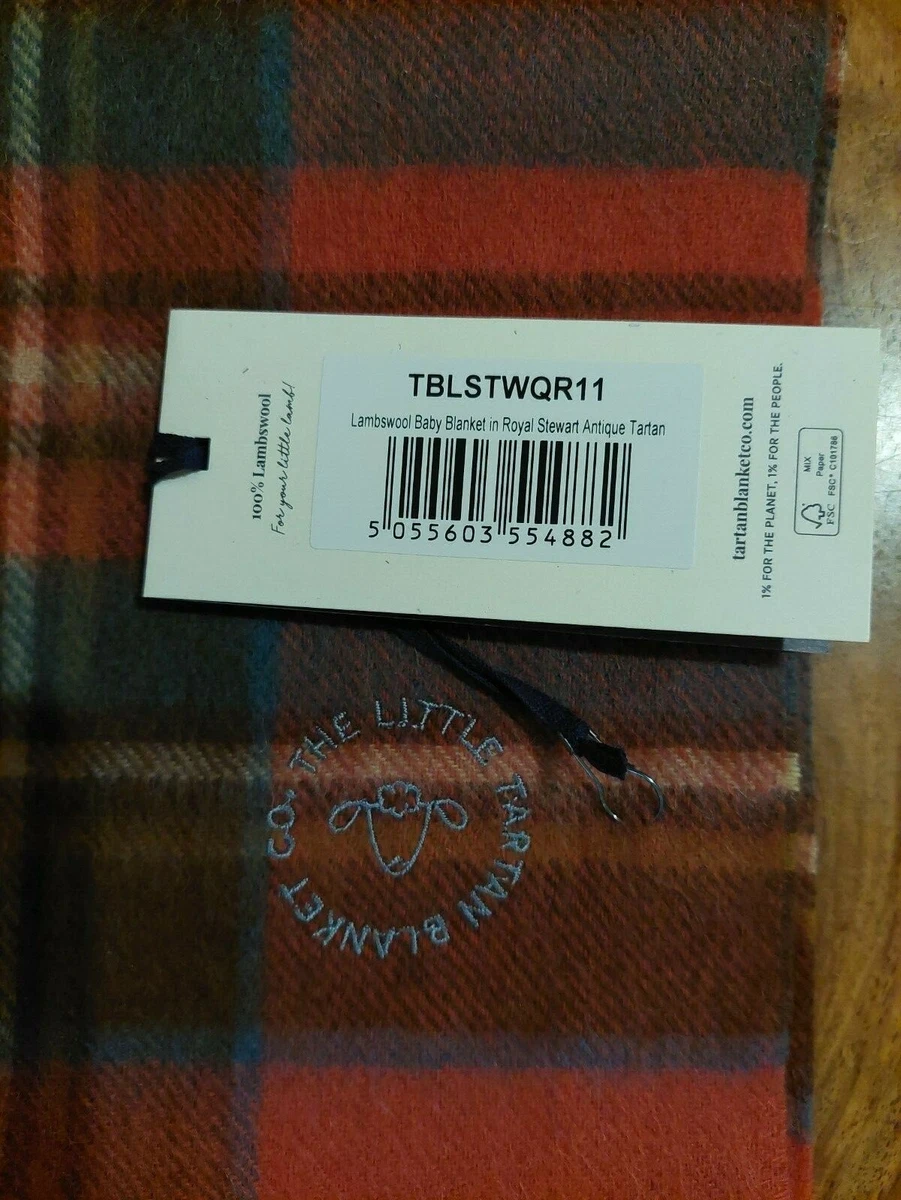 TBLSTWQR11
Lambswool Baby Blanket in Royal Stewart Antique Tartan
5 055603 554882
100% Lambswool
For your little lamb!
tartanblanketco.com
1% FOR THE PLANET, 1% FOR THE PEOPLE.
MIX
Paper
FSC® C101786
FSC
THE LITTLE TARTAN BLANKET CO.